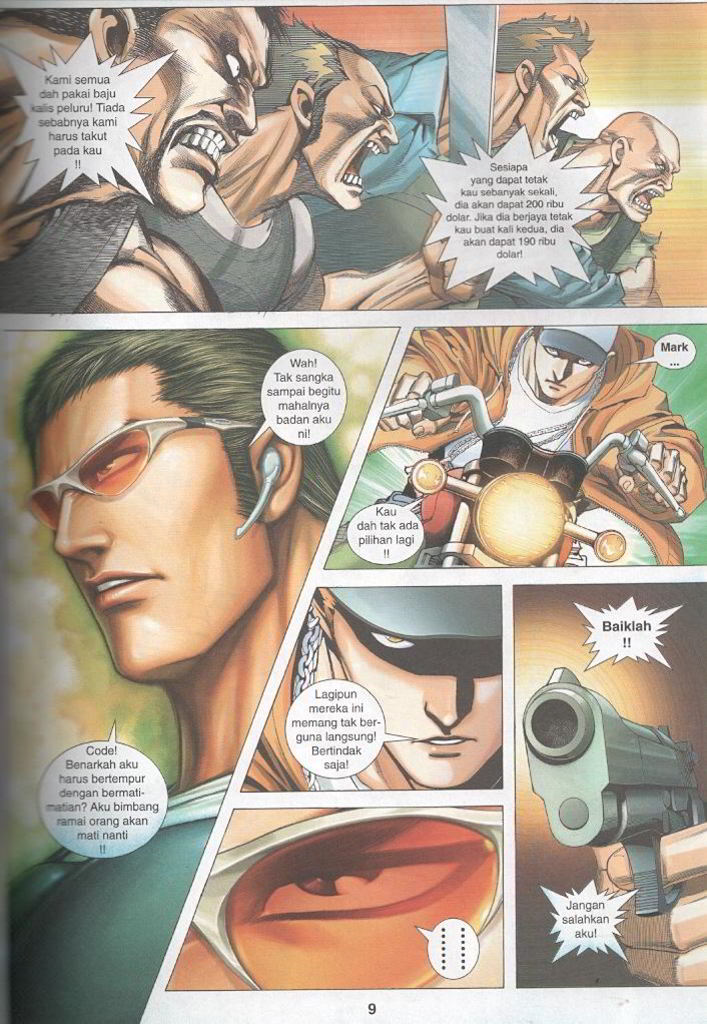 Kami semua
dah pakai baju
kalis peluru! Tiada
sebabnya kami
harus takut
pada kau
!!
Sesiapa
yang dapat tetak
kau sebanyak sekali,
dia akan dapat 200 ribu
dolar. Jika dia berjaya tetak
kau buat kali kedua, dia
akan dapat 190 ribu
dolar!
Wah!
Tak sangka
sampai begitu
mahalnya
badan aku
ni!
Code!
Benarkah aku
harus bertempur
dengan bermati-
matian? Aku bimbang
ramai orang akan
mati nanti
!!
Mark
...
Kau
dah tak ada
pilihan lagi
!!
Lagipun
mereka ini
memang tak ber-
guna langsung!
Bertindak
saja!
Baiklah
!!
Jangan
salahkan
aku!
9